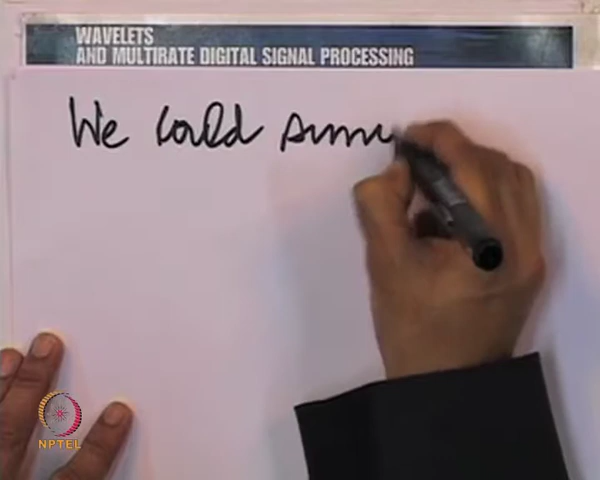 WAVELETS
AND MULTIRATE DIGITAL SIGNAL PROCESSING
We could
NPTEL